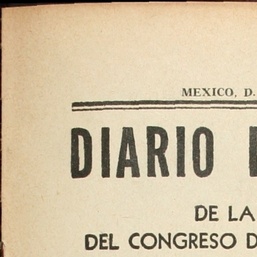 MEXICO, D.
DIARIO
DE LA
DEL CONGRESO D